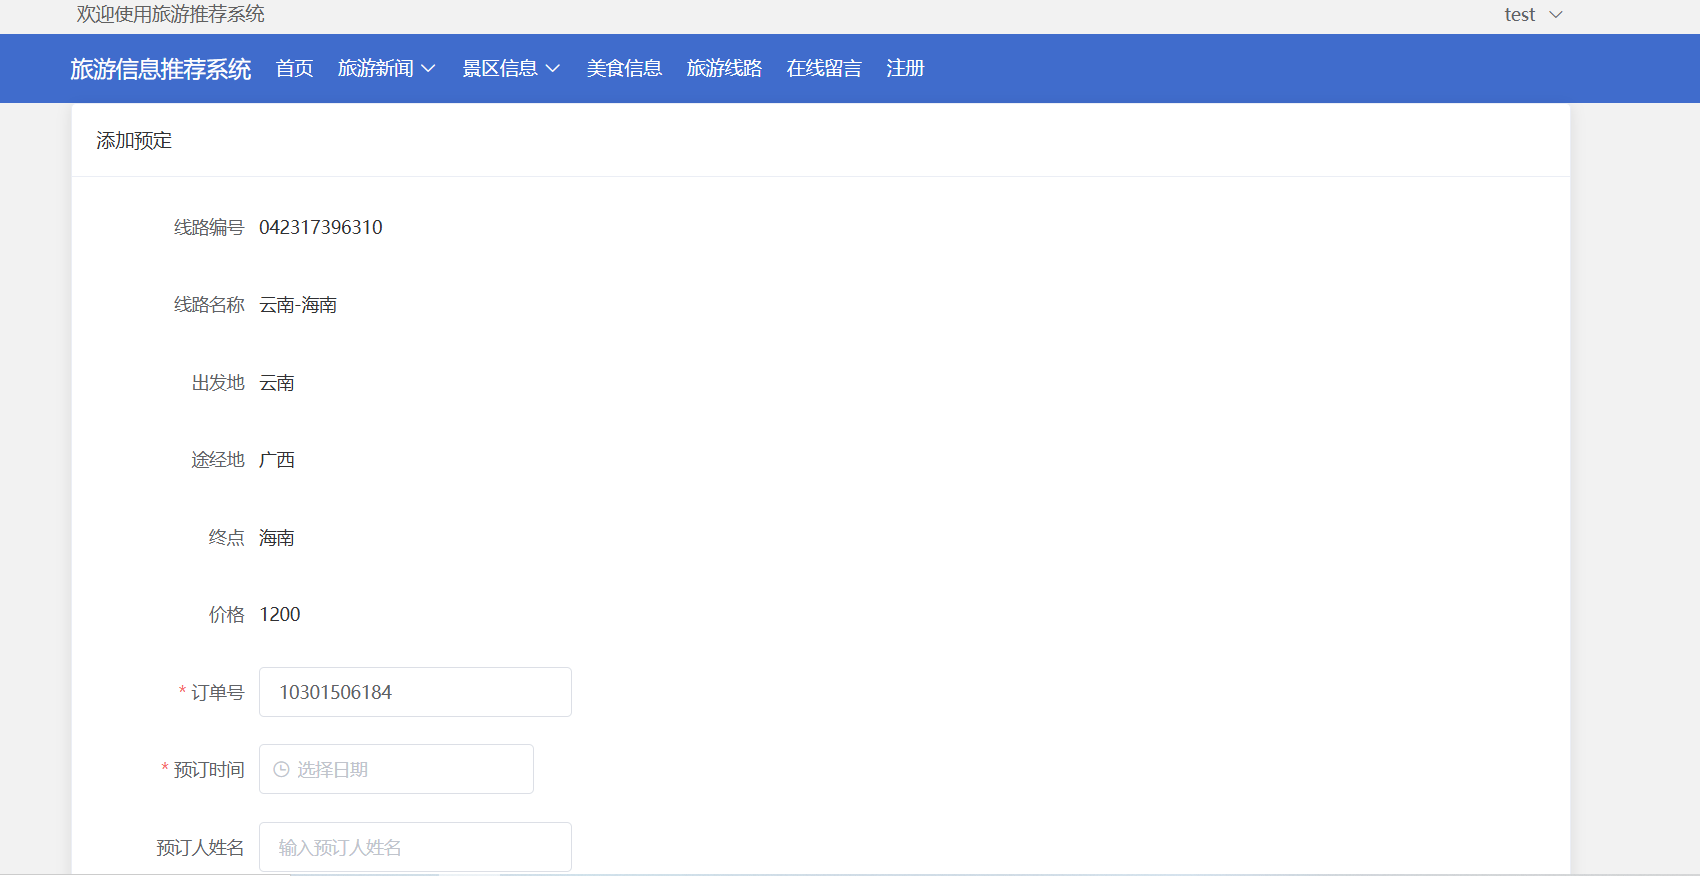 欢迎使用旅游推荐系统 test
旅游信息推荐系统 首页 旅游新闻 景区信息 美食信息 旅游线路 在线留言 注册
添加预定
线路编号 042317396310
线路名称 云南-海南
出发地 云南
途经地 广西
终点 海南
价格 1200
* 订单号 10301506184
* 预订时间 选择日期
预订人姓名 输入预订人姓名